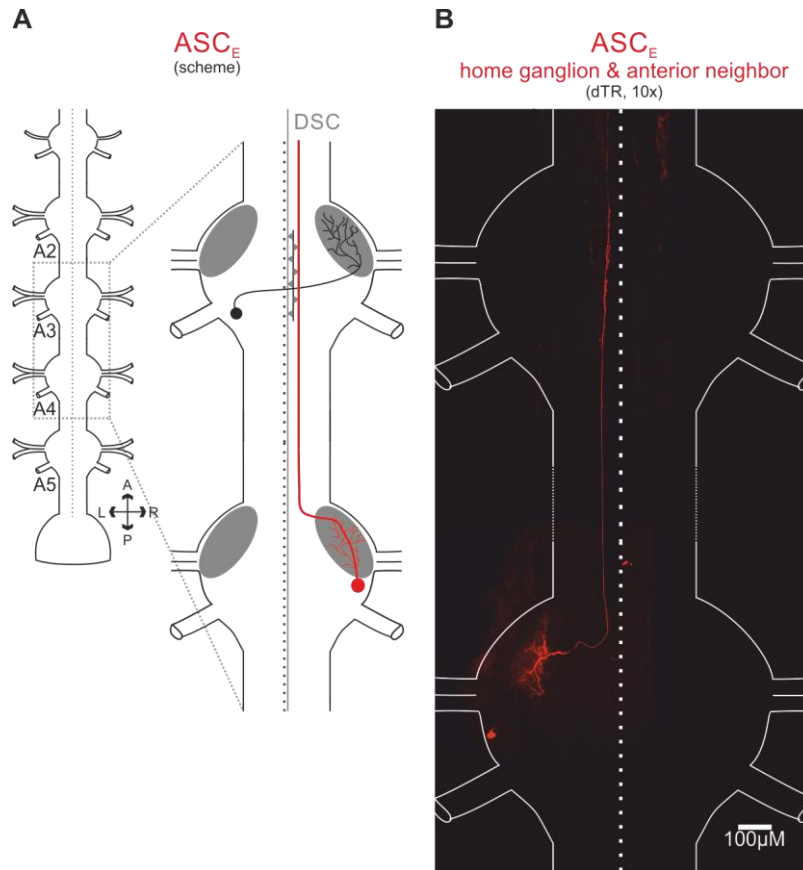 A
ASCE
(scheme)
DSC
A2
A3
A4
A5
A
L R
P
B
ASCE
home ganglion & anterior neighbor
(dTR, 10x)
100µM